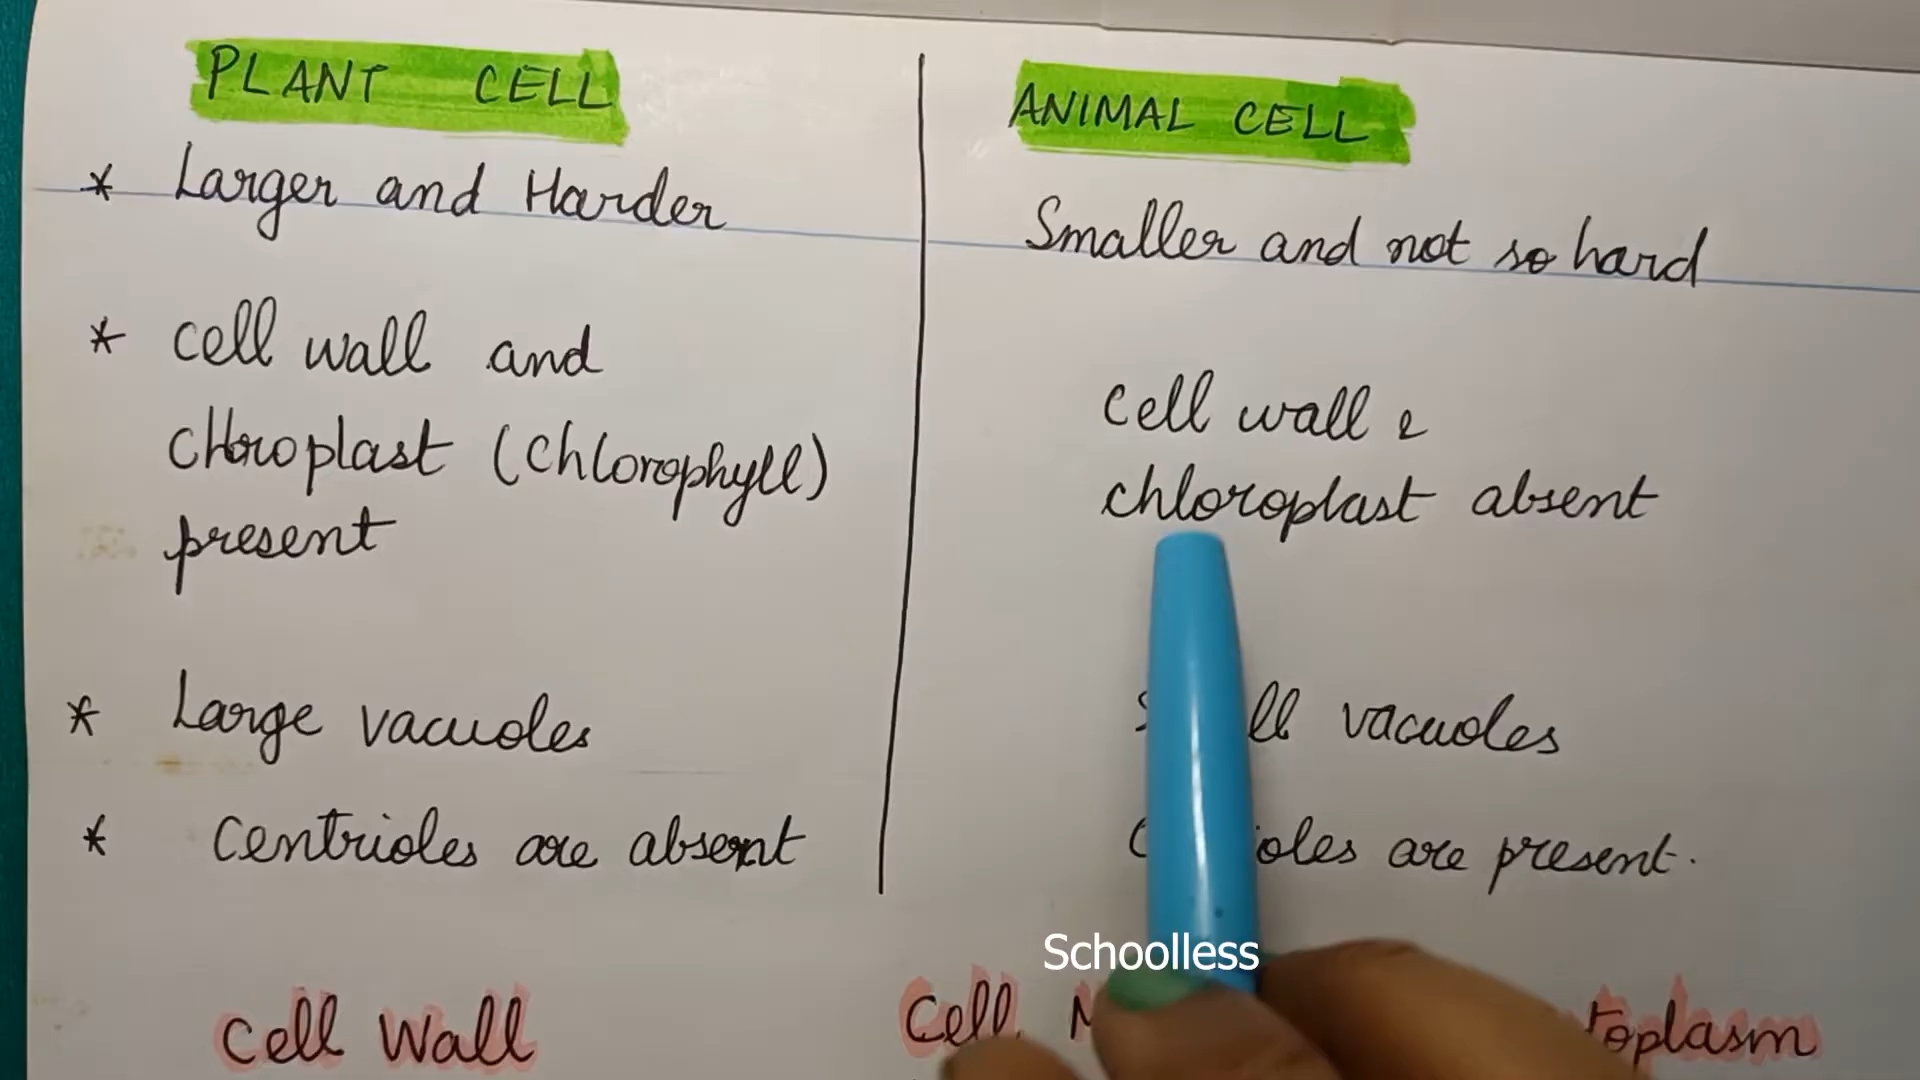 PLANT CELL
* Larger and Harder
* cell wall and
chloroplast (chlorophyll)
present
* Large vacuoles
* Centrioles are absent
ANIMAL CELL
Smaller and not so hard
cell wall &
chloroplast absent
vacuoles
are present.
Schoolless
Cell Wall
Cell